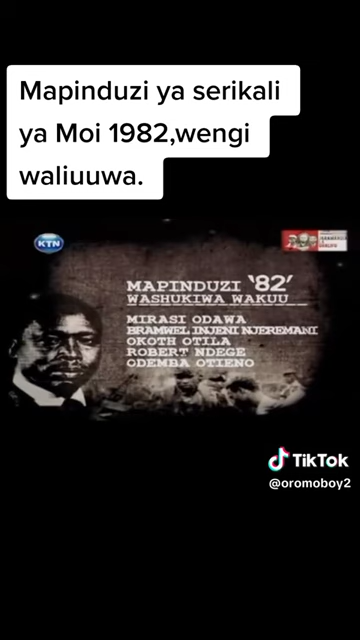 Mapinduzi ya serikali
ya Moi 1982,wengi
waliuuwa.
KTN
MAPINDUZI '82'
WASHUKIWA WAKUU
MIRASI ODAWA
BRAMWEL INJENI NJEREMANI
OKOTH OTILA
ROBERT NDEGE
ODEMBA OTIENO
TikTok
@oromoboy2